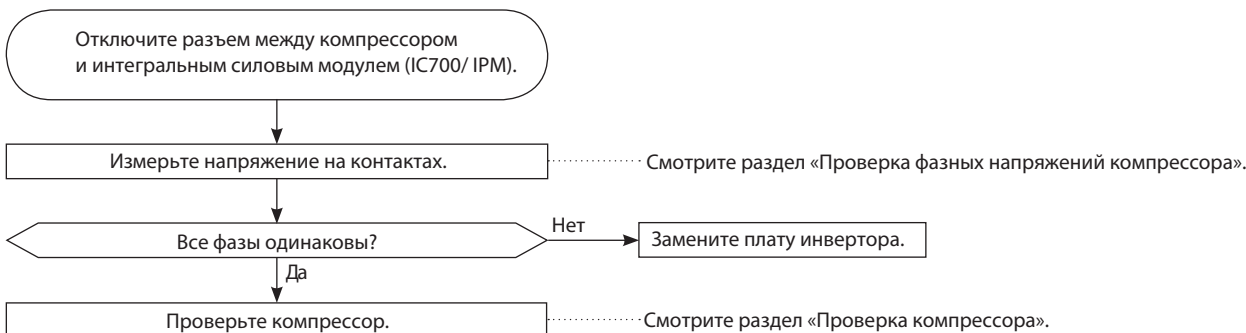 Отключите разъем между компрессором
и интегральным силовым модулем (IC700/ IPM).
Измерьте напряжение на контактах.
Смотрите раздел «Проверка фазных напряжений компрессора».
Все фазы одинаковы?
Нет
Замените плату инвертора.
Да
Проверьте компрессор.
Смотрите раздел «Проверка компрессора».